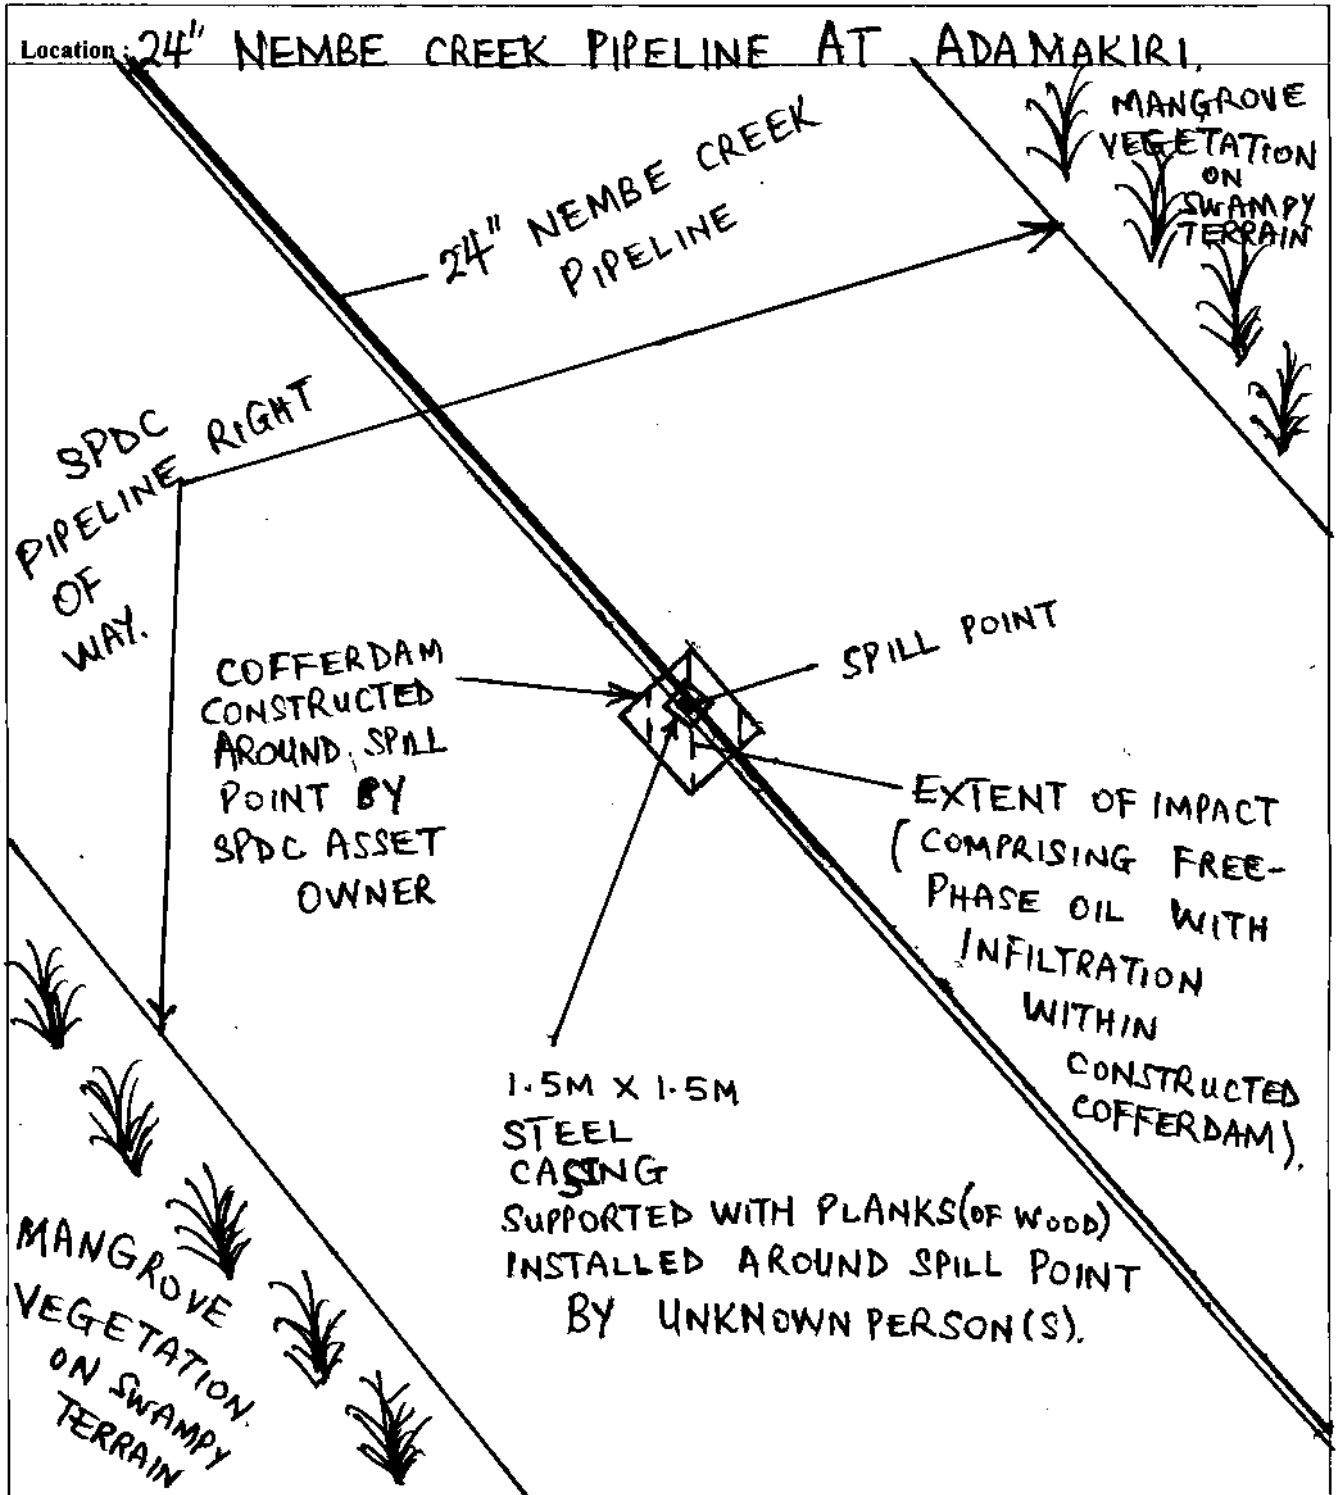 Location : 24" NEMBE CREEK PIPELINE AT ADAMAKIRI.
MANGROVE
VEGETATION
ON
SWAMPY
TERRAIN
24" NEMBE CREEK
PIPELINE
SPDC
PIPELINE RIGHT
OF
WAY.
COFFERDAM
CONSTRUCTED
AROUND SPILL
POINT BY
SPDC ASSET
OWNER
SPILL POINT
EXTENT OF IMPACT
(COMPRISING FREE-
PHASE OIL WITH
INFILTRATION
WITHIN
CONSTRUCTED
COFFERDAM).
1.5M X 1.5M
STEEL
CASING
SUPPORTED WITH PLANKS (OF WOOD)
INSTALLED AROUND SPILL POINT
BY UNKNOWN PERSON(S).
MANGROVE
VEGETATION.
ON SWAMPY
TERRAIN